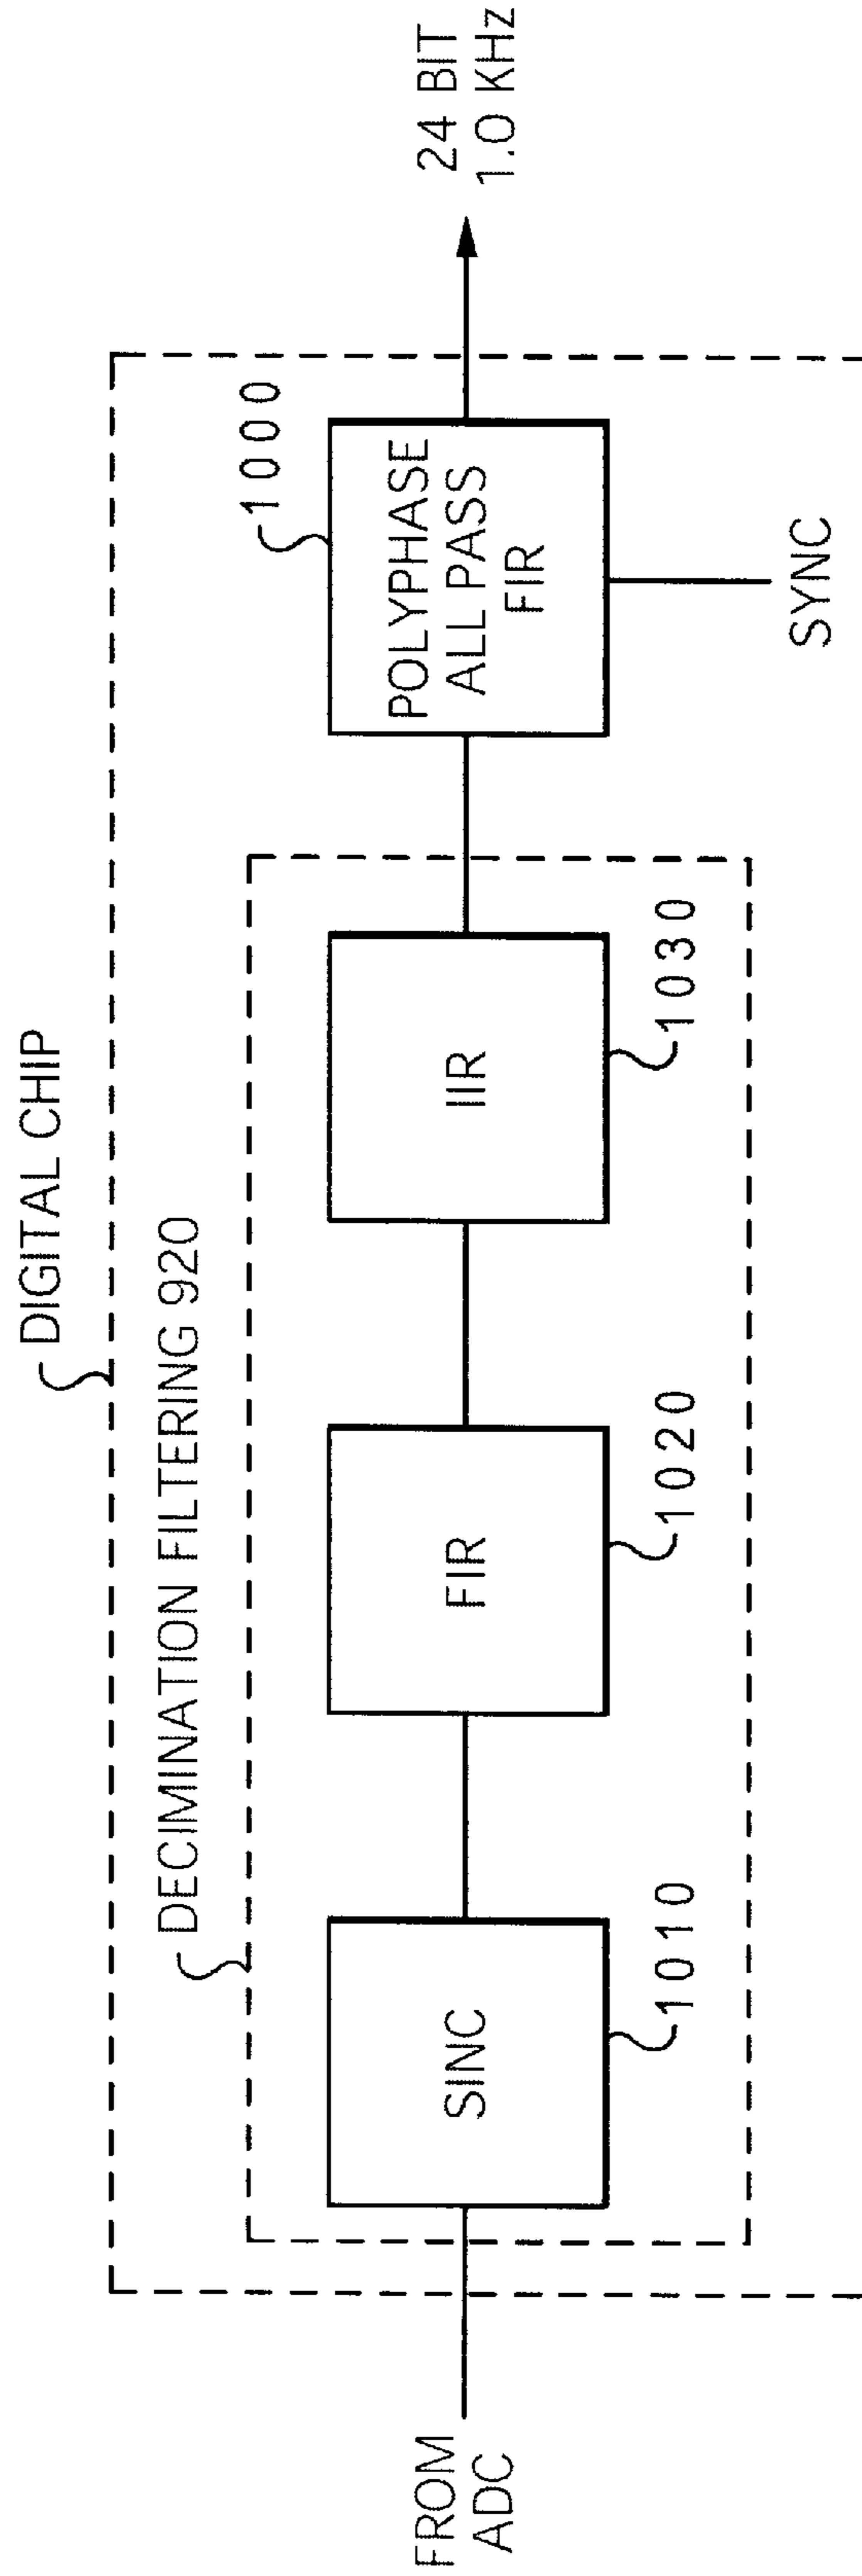 DIGITAL CHIP
DECIMINATION FILTERING 920
FROM
ADC
SINC
1010
FIR
1020
IIR
1030
POLYPHASE
ALL PASS
FIR
1000
SYNC
24 BIT
1.0 KHz